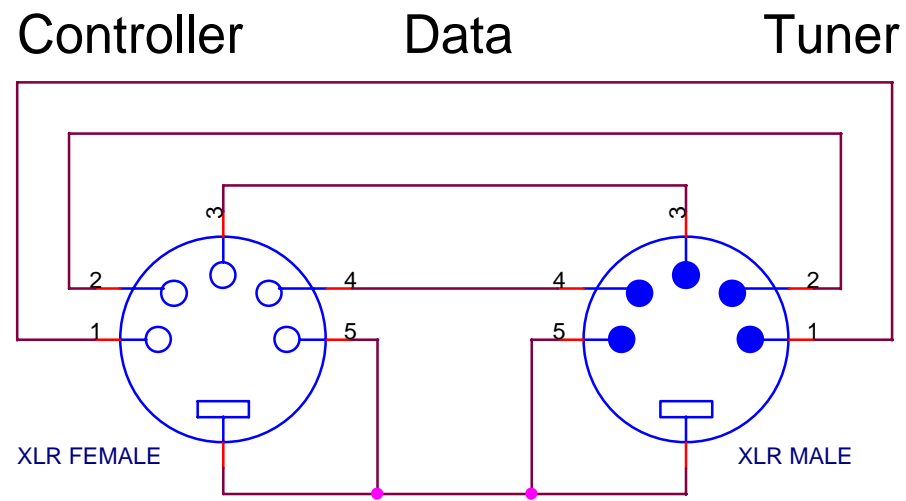 Controller Data Tuner
3 3
2 4 4 2
1 5 5 1
XLR FEMALE XLR MALE